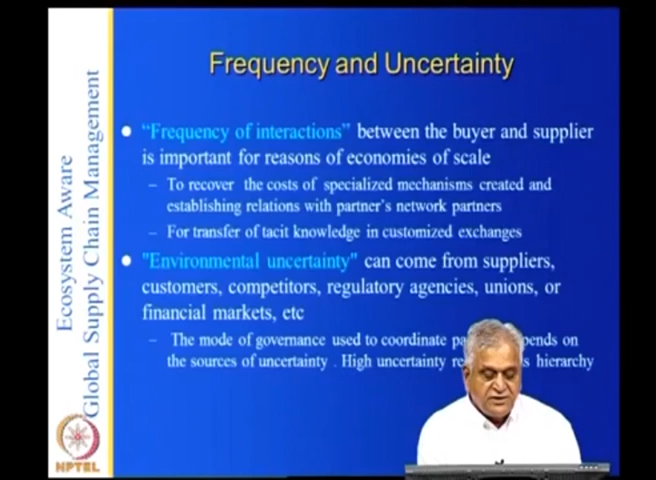 Frequency and Uncertainty
"Frequency of interactions" between the buyer and supplier
is important for reasons of economies of scale
– To recover the costs of specialized mechanisms created and
establishing relations with partner's network partners
– For transfer of tacit knowledge in customized exchanges
"Environmental uncertainty" can come from suppliers,
customers, competitors, regulatory agencies, unions, or
financial markets, etc
– The mode of governance used to coordinate on
the sources of uncertainty . High uncertainty hierarchy
Ecosystem Aware
Global Supply Chain Management
NPTEL